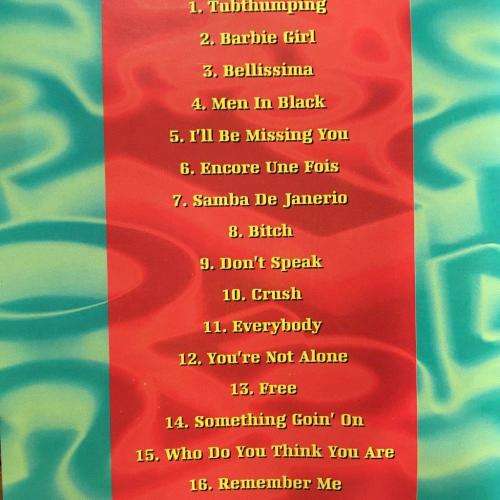 1. Tubthumping
2. Barbie Girl
3. Bellissima
4. Men In Black
5. I'll Be Missing You
6. Encore Une Fois
7. Samba De Janerio
8. Bitch
9. Don't Speak
10. Crush
11. Everybody
12. You're Not Alone
13. Free
14. Something Goin' On
15. Who Do You Think You Are
16. Remember Me